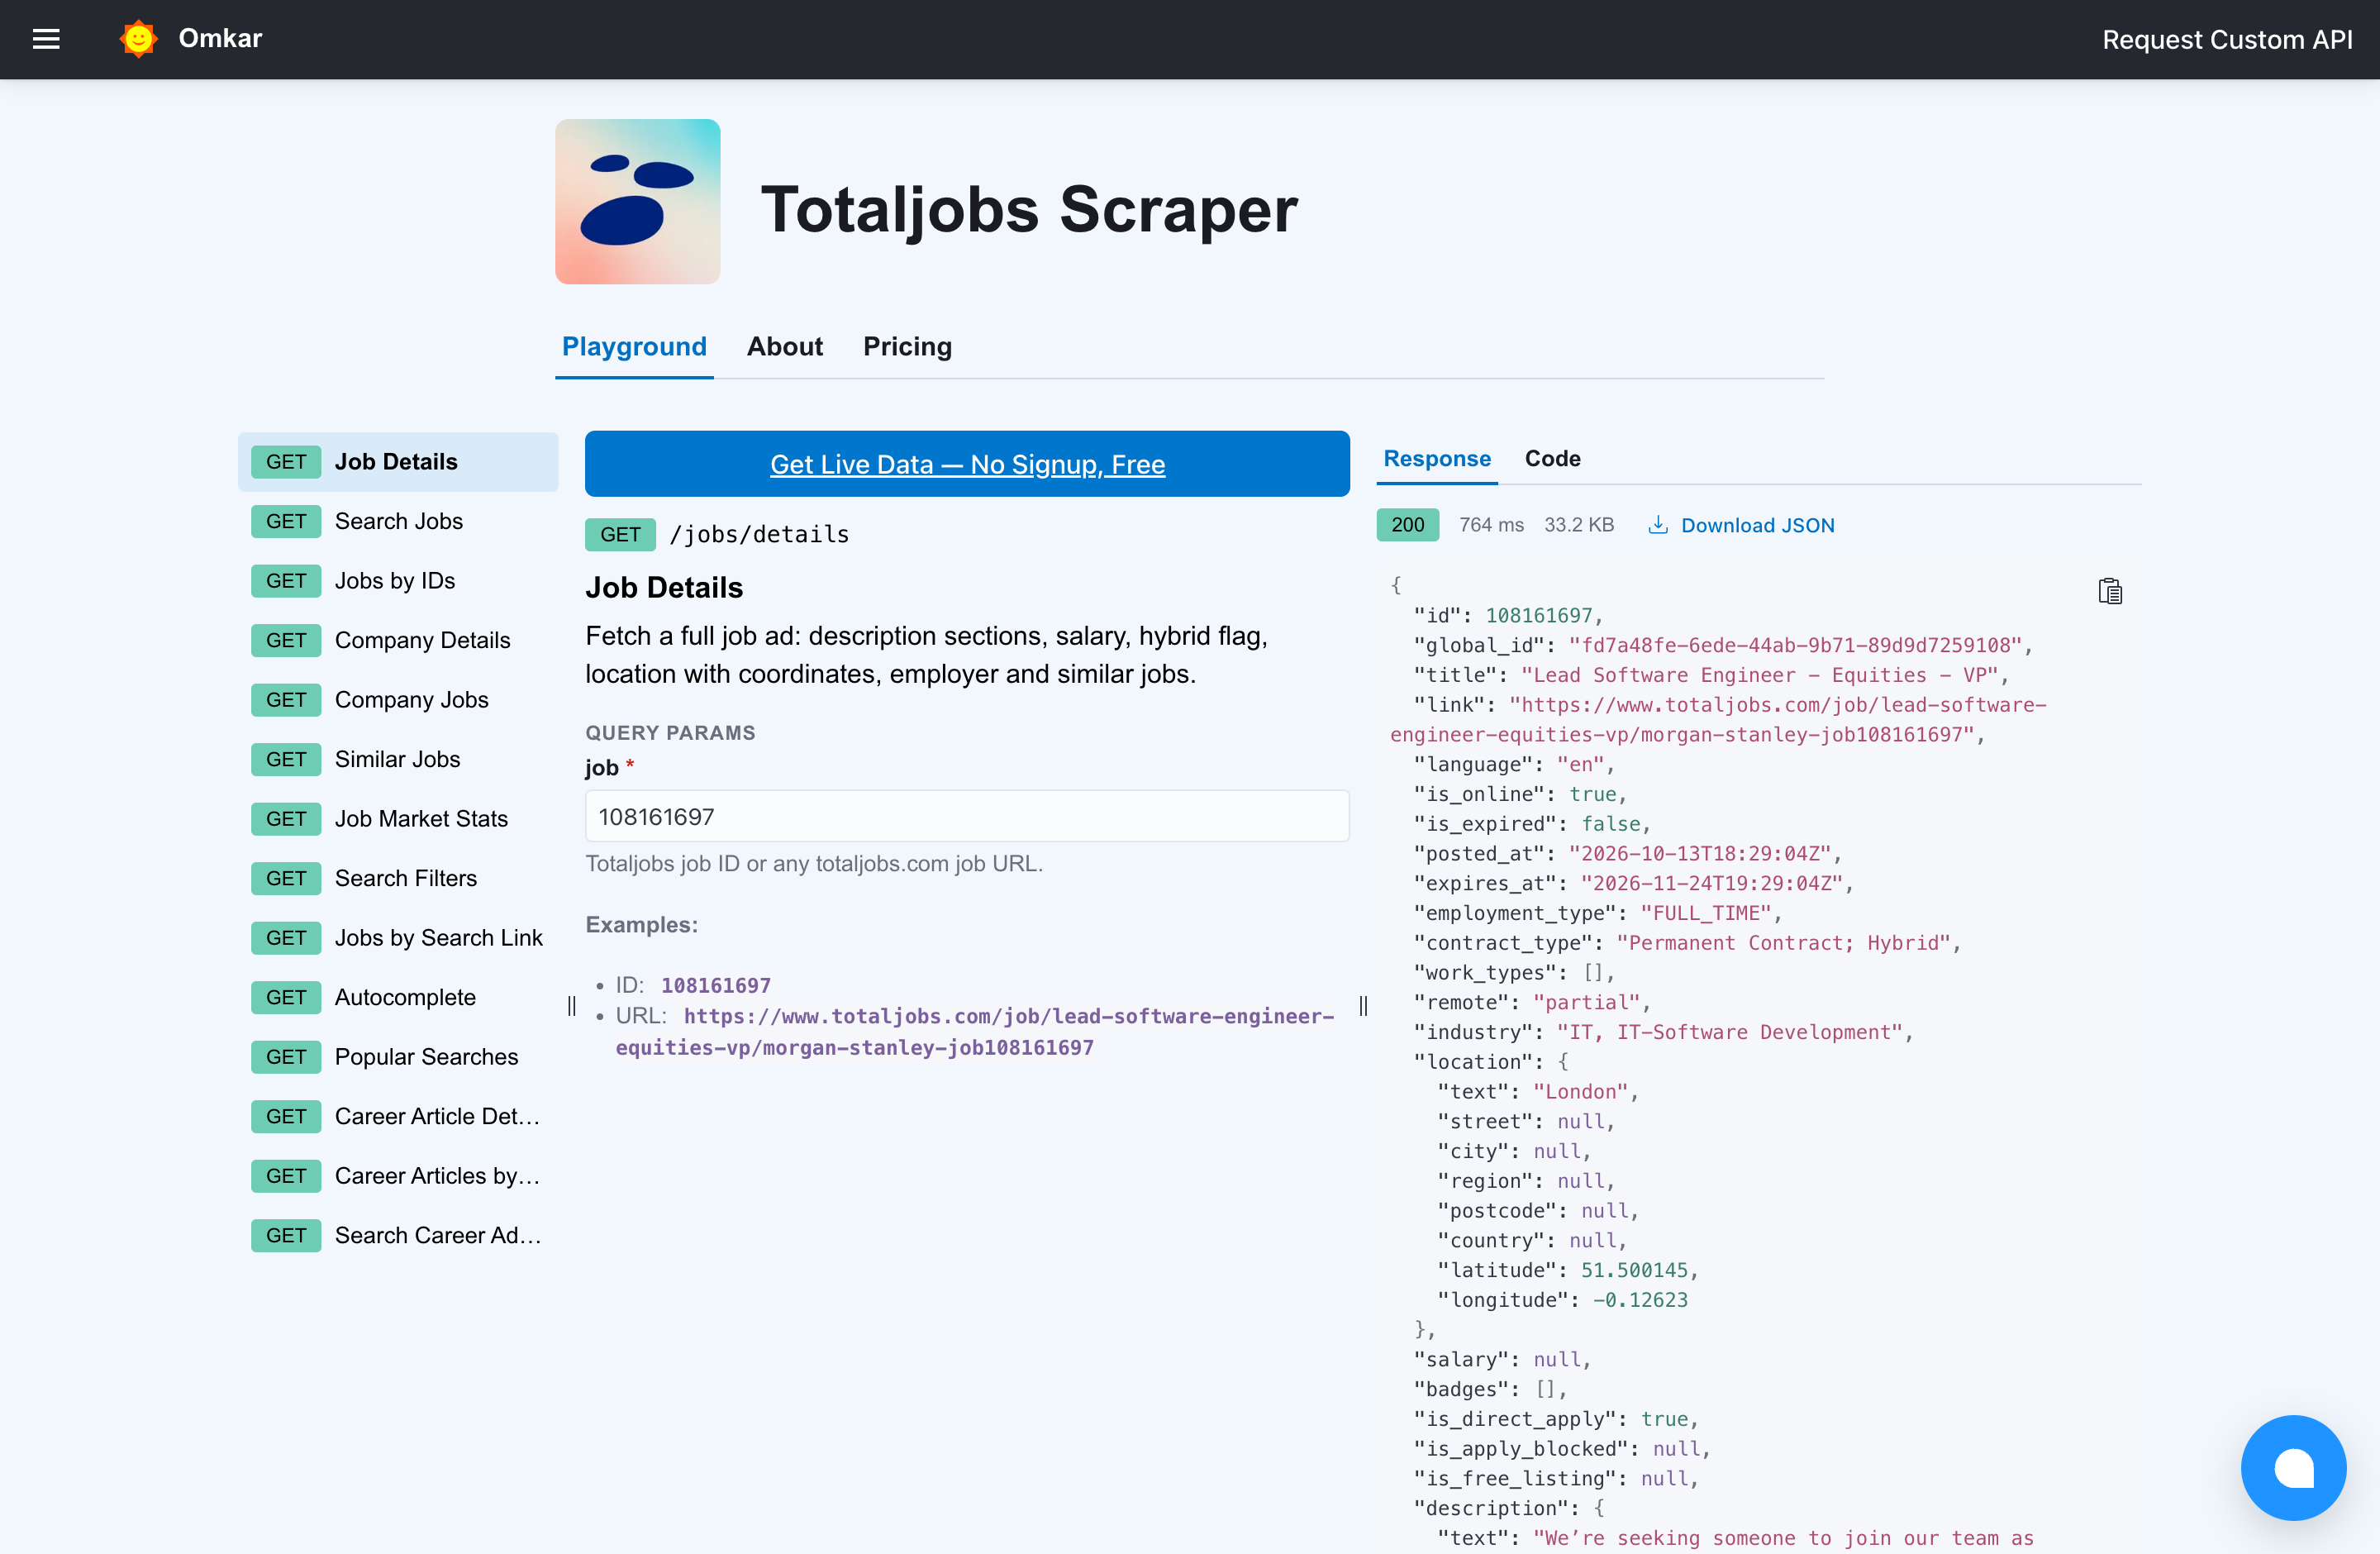 Omkar
Request Custom API
Totaljobs Scraper
Playground
About
Pricing
GET Job Details
GET Search Jobs
GET Jobs by IDs
GET Company Details
GET Company Jobs
GET Similar Jobs
GET Job Market Stats
GET Search Filters
GET Jobs by Search Link
GET Autocomplete
GET Popular Searches
GET Career Article Det…
GET Career Articles by…
GET Search Career Ad…
Get Live Data — No Signup, Free
GET /jobs/details
Job Details
Fetch a full job ad: description sections, salary, hybrid flag,
location with coordinates, employer and similar jobs.
QUERY PARAMS
job *
108161697
Totaljobs job ID or any totaljobs.com job URL.
Examples:
• ID: 108161697
• URL: https://www.totaljobs.com/job/lead-software-engineer-
equities-vp/morgan-stanley-job108161697
Response
Code
200 764 ms 33.2 KB Download JSON
{
"id": 108161697,
"global_id": "fd7a48fe-6ede-44ab-9b71-89d9d7259108",
"title": "Lead Software Engineer – Equities – VP",
"link": "https://www.totaljobs.com/job/lead-software-
engineer-equities-vp/morgan-stanley-job108161697",
"language": "en",
"is_online": true,
"is_expired": false,
"posted_at": "2026-10-13T18:29:04Z",
"expires_at": "2026-11-24T19:29:04Z",
"employment_type": "FULL_TIME",
"contract_type": "Permanent Contract; Hybrid",
"work_types": [],
"remote": "partial",
"industry": "IT, IT-Software Development",
"location": {
"text": "London",
"street": null,
"city": null,
"region": null,
"postcode": null,
"country": null,
"latitude": 51.500145,
"longitude": -0.12623
},
"salary": null,
"badges": [],
"is_direct_apply": true,
"is_apply_blocked": null,
"is_free_listing": null,
"description": {
"text": "We’re seeking someone to join our team as